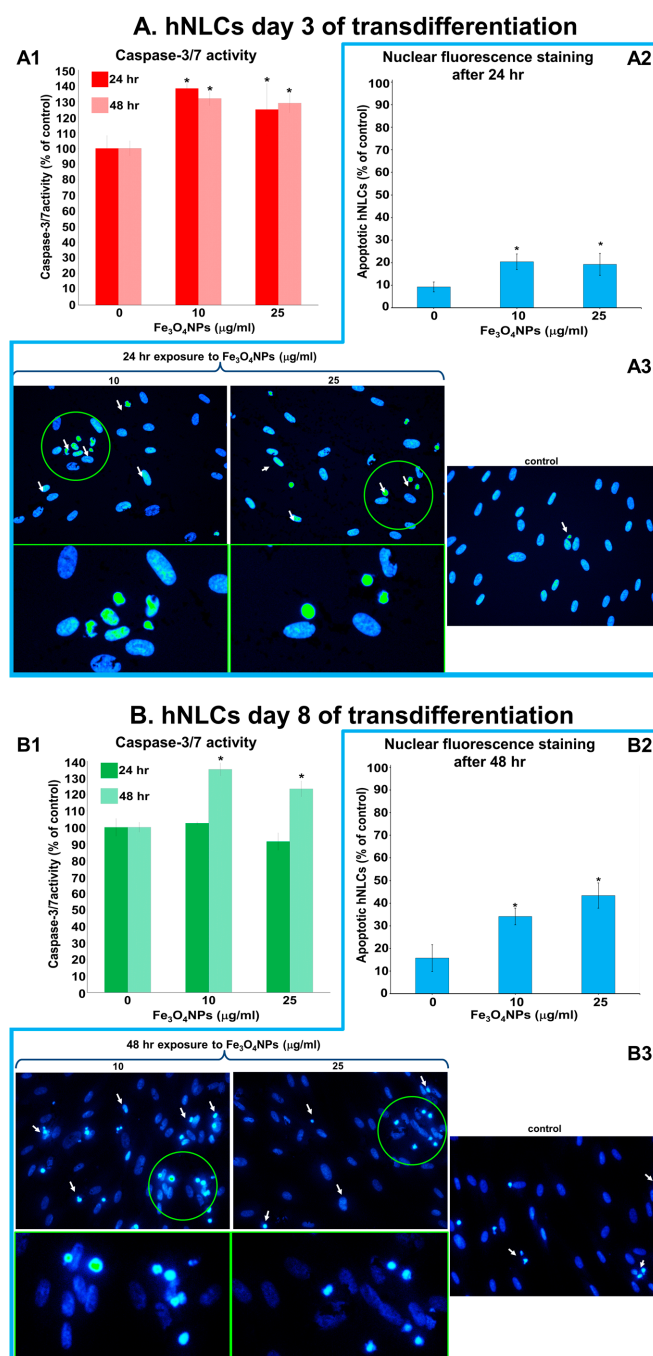 A. hNLCs day 3 of transdifferentiation
A1
Caspase-3/7 activity
24 hr
48 hr
Caspase-3/7activity (% of control)
150
140
130
120
110
100
90
80
70
60
50
40
30
20
10
0
* * * *
0 10 25
Fe₃O₄NPs (µg/ml)
A2
Nuclear fluorescence staining
after 24 hr
Apoptotic hNLCs (% of control)
100
90
80
70
60
50
40
30
20
10
0
* *
0 10 25
Fe₃O₄NPs (µg/ml)
A3
24 hr exposure to Fe₃O₄NPs (µg/ml)
10 25
control
B. hNLCs day 8 of transdifferentiation
B1
Caspase-3/7 activity
24 hr
48 hr
Caspase-3/7activity (% of control)
140
130
120
110
100
90
80
70
60
50
40
30
20
10
0
* *
0 10 25
Fe₃O₄NPs (µg/ml)
B2
Nuclear fluorescence staining
after 48 hr
Apoptotic hNLCs (% of control)
100
90
80
70
60
50
40
30
20
10
0
* *
0 10 25
Fe₃O₄NPs (µg/ml)
B3
48 hr exposure to Fe₃O₄NPs (µg/ml)
10 25
control